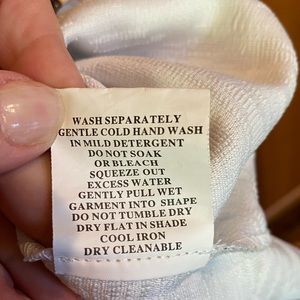 WASH SEPARATELY
GENTLE COLD HAND WASH
IN MILD DETERGENT
DO NOT SOAK
OR BLEACH
SQUEEZE OUT
EXCESS WATER
GENTLY PULL WET
GARMENT INTO SHAPE
DO NOT TUMBLE DRY
DRY FLAT IN SHADE
COOL IRON
DRY CLEANABLE